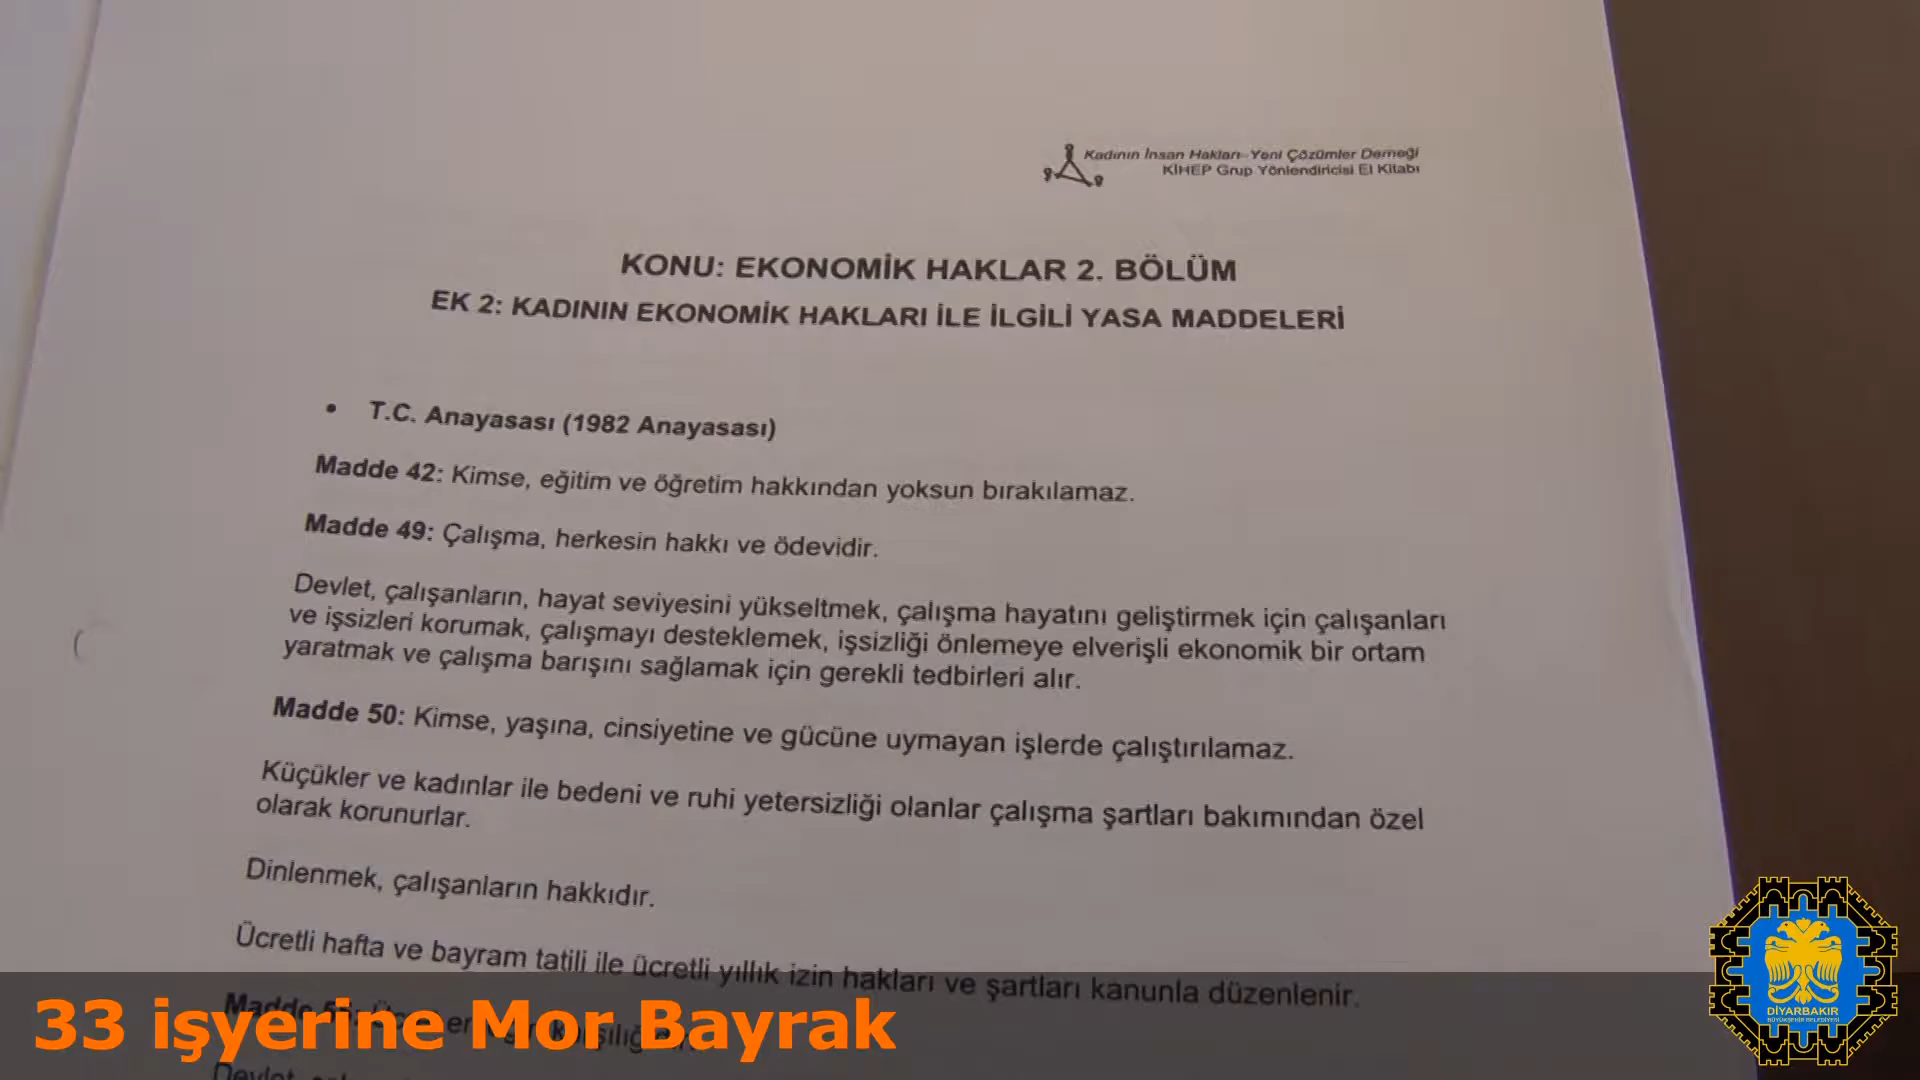 Kadının İnsan Hakları-Yeni Çözümler Derneği
KİHEP Grup Yönlendiricisi El Kitabı
KONU: EKONOMİK HAKLAR 2. BÖLÜM
EK 2: KADININ EKONOMİK HAKLARI İLE İLGİLİ YASA MADDELERİ
• T.C. Anayasası (1982 Anayasası)
Madde 42: Kimse, eğitim ve öğretim hakkından yoksun bırakılamaz.
Madde 49: Çalışma, herkesin hakkı ve ödevidir.
Devlet, çalışanların, hayat seviyesini yükseltmek, çalışma hayatını geliştirmek için çalışanları
ve işsizleri korumak, çalışmayı desteklemek, işsizliği önlemeye elverişli ekonomik bir ortam
yaratmak ve çalışma barışını sağlamak için gerekli tedbirleri alır.
Madde 50: Kimse, yaşına, cinsiyetine ve gücüne uymayan işlerde çalıştırılamaz.
Küçükler ve kadınlar ile bedeni ve ruhi yetersizliği olanlar çalışma şartları bakımından özel
olarak korunurlar.
Dinlenmek, çalışanların hakkıdır.
Ücretli hafta ve bayram tatili ile ücretli yıllık izin hakları ve şartları kanunla düzenlenir.
Madde
33 işyerine Mor Bayrak
Devlet,
DİYARBAKIR
BÜYÜKŞEHİR BELEDİYESİ